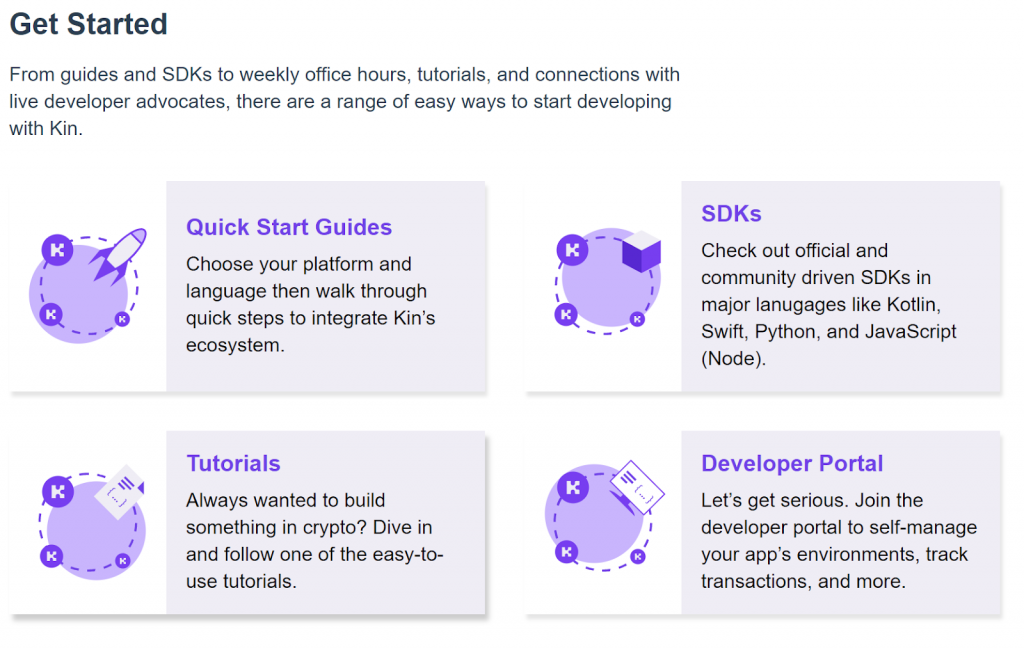 Get Started
From guides and SDKs to weekly office hours, tutorials, and connections with
live developer advocates, there are a range of easy ways to start developing
with Kin.
Quick Start Guides
Choose your platform and
language then walk through
quick steps to integrate Kin’s
ecosystem.
SDKs
Check out official and
community driven SDKs in
major lanugages like Kotlin,
Swift, Python, and JavaScript
(Node).
Tutorials
Always wanted to build
something in crypto? Dive in
and follow one of the easy-to-
use tutorials.
Developer Portal
Let’s get serious. Join the
developer portal to self-manage
your app’s environments, track
transactions, and more.